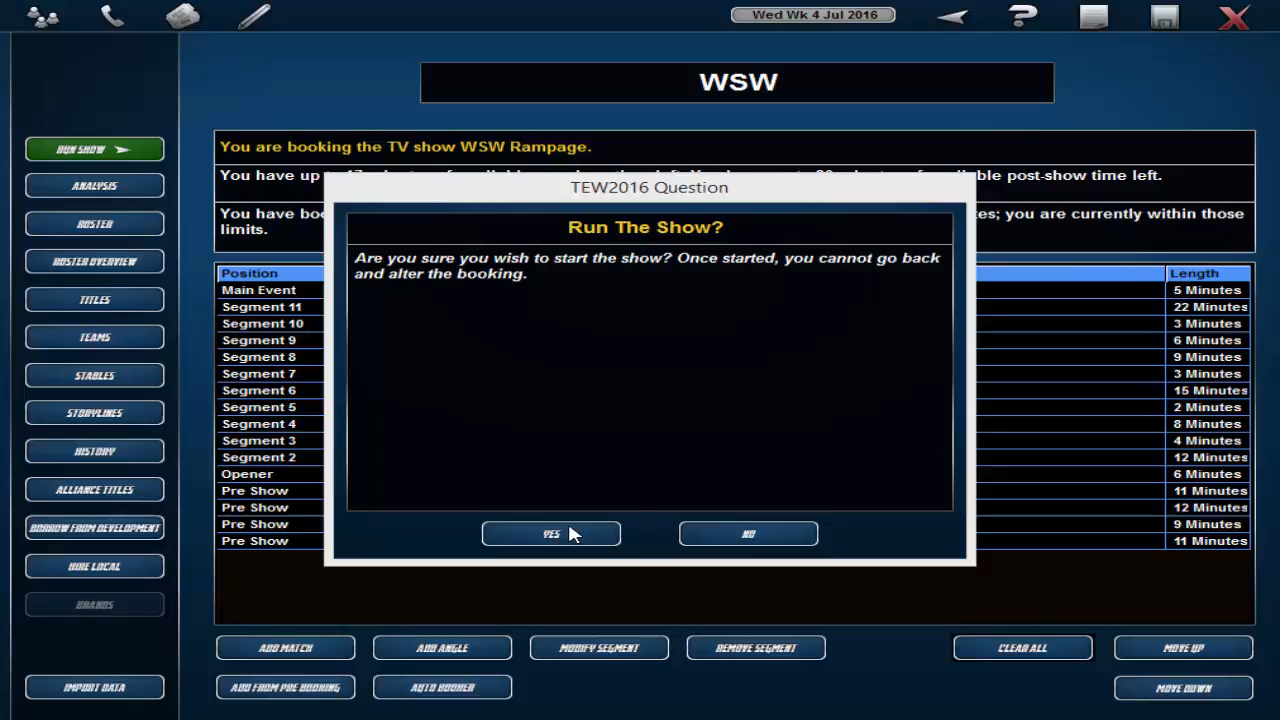 Wed Wk 4 Jul 2016
WSW
RUN SHOW
ANALYSIS
ROSTER
ROSTER OVERVIEW
TITLES
TEAMS
STABLES
STORYLINES
HISTORY
ALLIANCE TITLES
BORROW FROM DEVELOPMENT
HIRE LOCAL
BRANDS
IMPORT DATA
You are booking the TV show WSW Rampage.
You have up ble post-show time left.
You have boo es; you are currently within those
limits.
TEW2016 Question
Run The Show?
Are you sure you wish to start the show? Once started, you cannot go back
and alter the booking.
YES
NO
Position Length
Main Event 5 Minutes
Segment 11 22 Minutes
Segment 10 3 Minutes
Segment 9 6 Minutes
Segment 8 9 Minutes
Segment 7 3 Minutes
Segment 6 15 Minutes
Segment 5 2 Minutes
Segment 4 8 Minutes
Segment 3 4 Minutes
Segment 2 12 Minutes
Opener 6 Minutes
Pre Show 11 Minutes
Pre Show 12 Minutes
Pre Show 9 Minutes
Pre Show 11 Minutes
ADD MATCH
ADD ANGLE
MODIFY SEGMENT
REMOVE SEGMENT
CLEAR ALL
MOVE UP
ADD FROM PRE BOOKING
AUTO BOOKER
MOVE DOWN